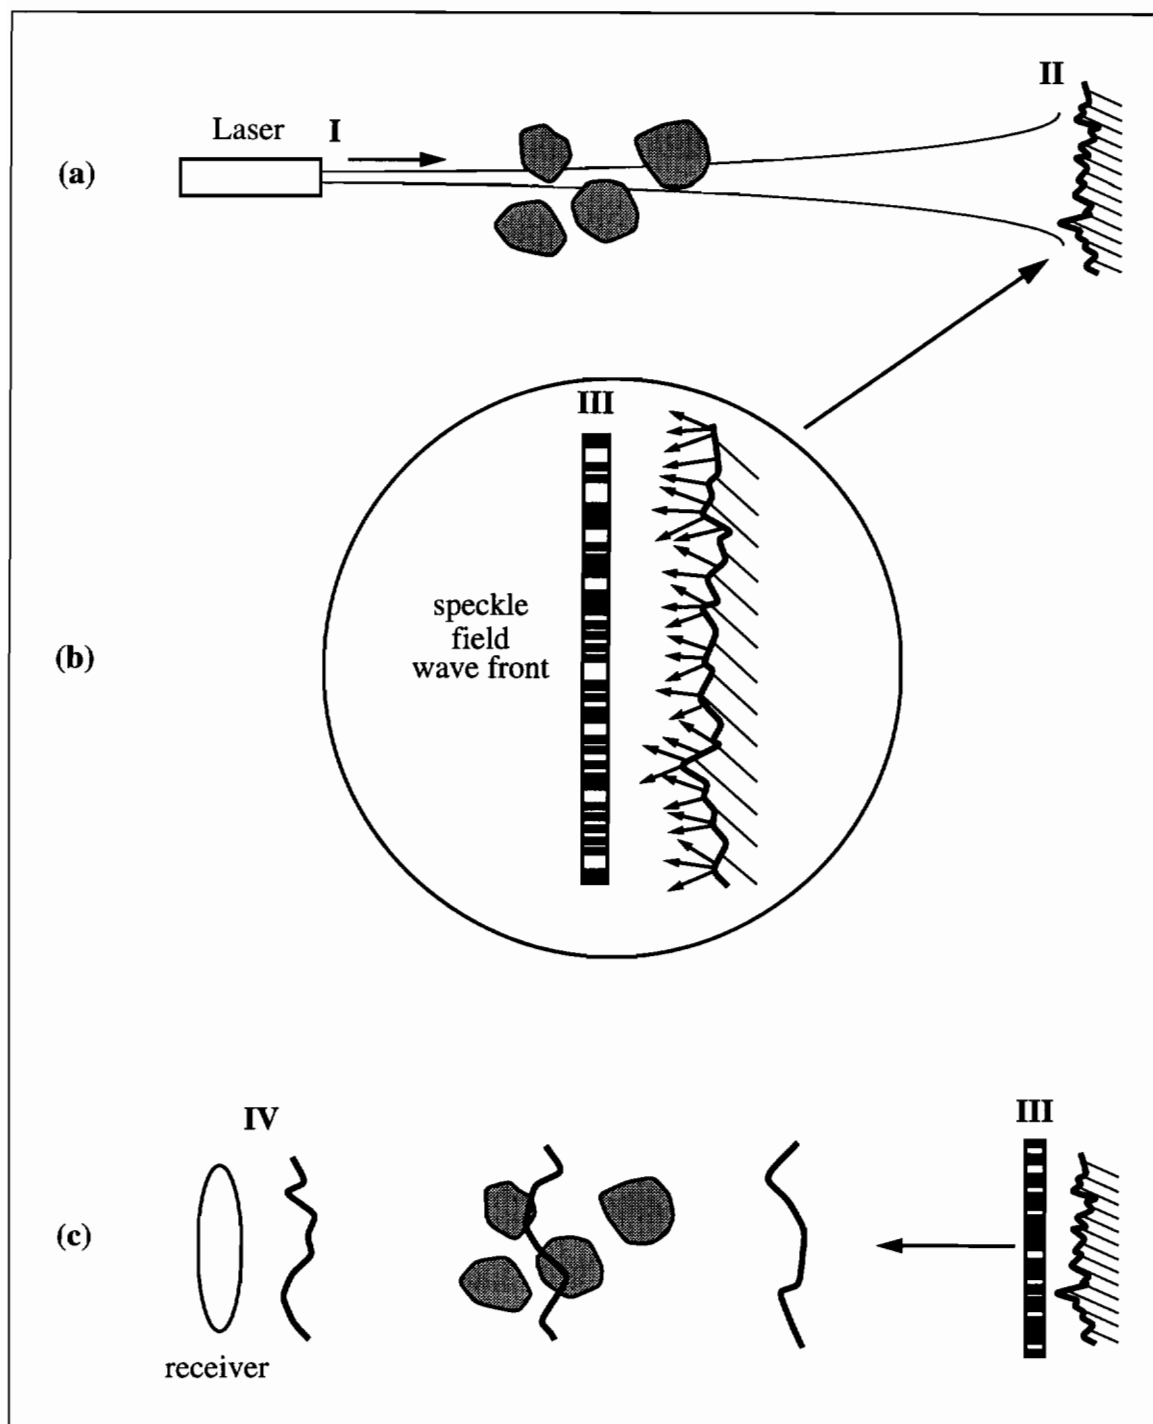 Laser
I
II
(a)
III
speckle
field
wave front
(b)
IV
III
(c)
receiver